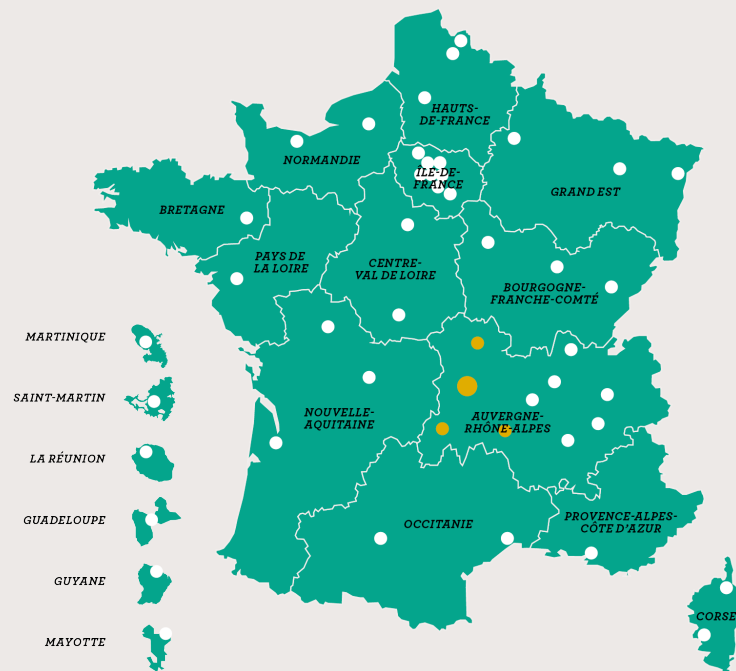 HAUTS-
DE-FRANCE
NORMANDIE
ÎLE-DE-
FRANCE
GRAND EST
BRETAGNE
PAYS DE
LA LOIRE
CENTRE-
VAL DE LOIRE
BOURGOGNE-
FRANCHE-COMTÉ
MARTINIQUE
SAINT-MARTIN
NOUVELLE-
AQUITAINE
AUVERGNE-
RHÔNE-ALPES
LA RÉUNION
GUADELOUPE
OCCITANIE
PROVENCE-ALPES-
CÔTE D'AZUR
GUYANE
CORSE
MAYOTTE